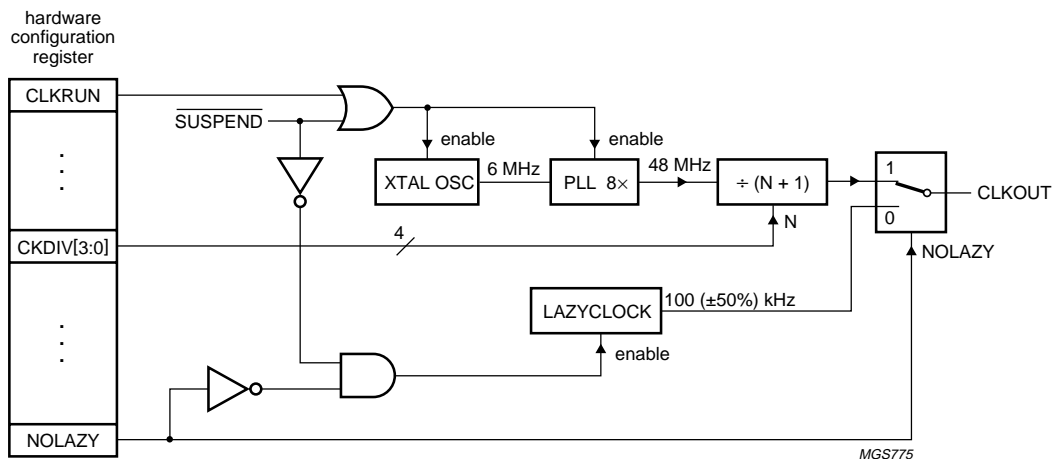 hardware
configuration
register
CLKRUN
SUSPEND
enable
enable
XTAL OSC
6 MHz
PLL 8×
48 MHz
÷ (N + 1)
1
0
CLKOUT
N
CKDIV[3:0]
4
NOLAZY
LAZYCLOCK
100 (±50%) kHz
enable
NOLAZY
MGS775